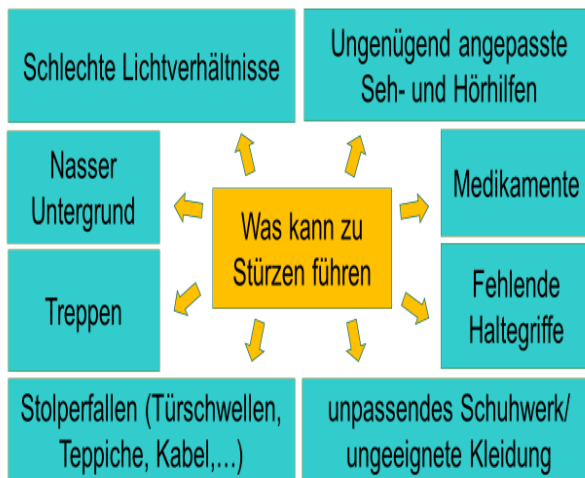 Schlechte Lichtverhältnisse
Ungenügend angepasste
Seh- und Hörhilfen
Nasser
Untergrund
Was kann zu
Stürzen führen
Medikamente
Treppen
Fehlende
Haltegriffe
Stolperfallen (Türschwellen,
Teppiche, Kabel,…)
unpassendes Schuhwerk/
ungeeignete Kleidung